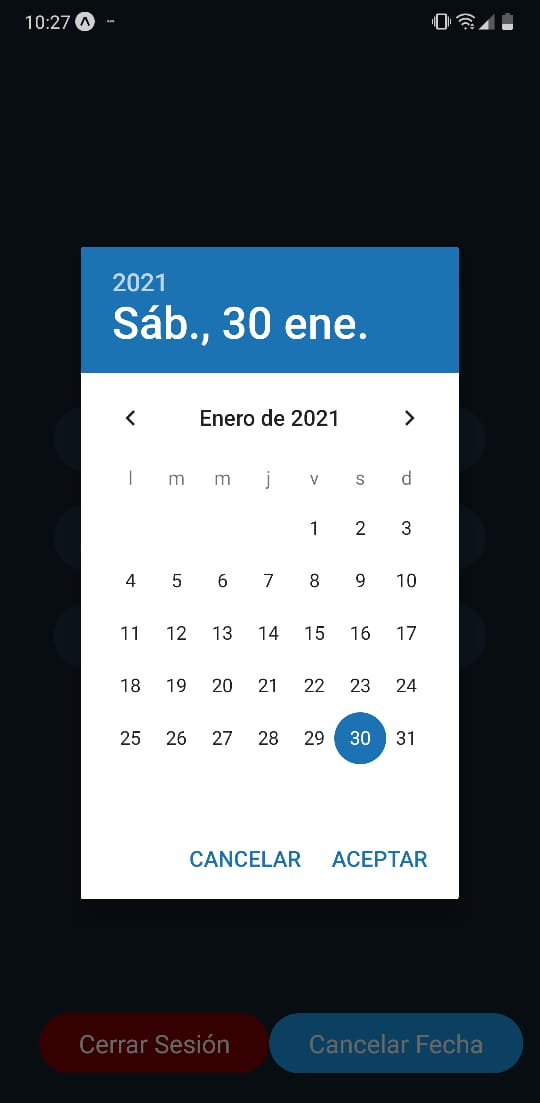 10:27
2021
Sáb., 30 ene.
Enero de 2021
l m m j v s d
1 2 3
4 5 6 7 8 9 10
11 12 13 14 15 16 17
18 19 20 21 22 23 24
25 26 27 28 29 30 31
CANCELAR ACEPTAR
Cerrar Sesión Cancelar Fecha